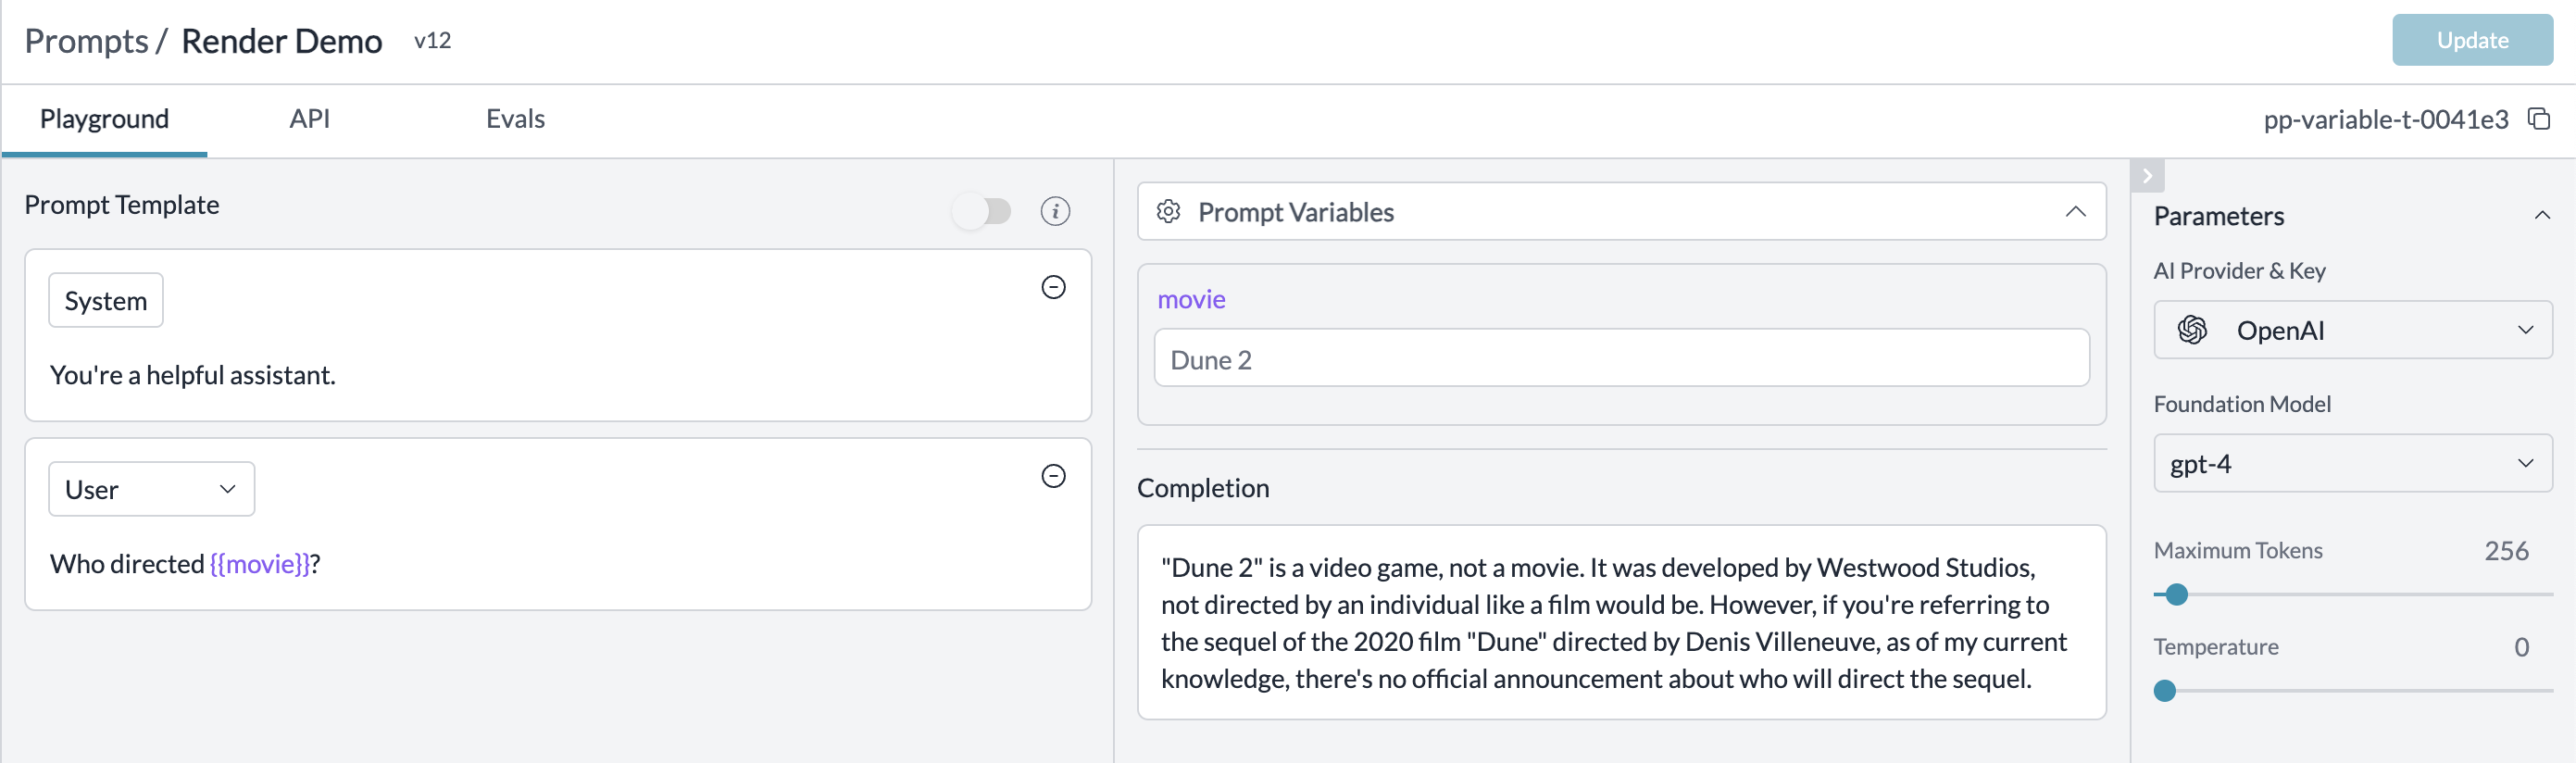 Prompts / Render Demo v12
Update
Playground API Evals
pp-variable-t-0041e3
Prompt Template
System
You're a helpful assistant.
User
Who directed {{movie}}?
Prompt Variables
movie
Dune 2
Completion
"Dune 2" is a video game, not a movie. It was developed by Westwood Studios,
not directed by an individual like a film would be. However, if you're referring to
the sequel of the 2020 film "Dune" directed by Denis Villeneuve, as of my current
knowledge, there's no official announcement about who will direct the sequel.
Parameters
AI Provider & Key
OpenAI
Foundation Model
gpt-4
Maximum Tokens 256
Temperature 0